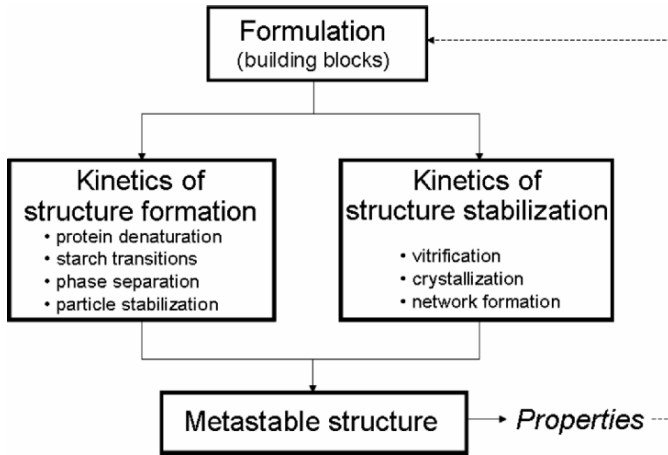 Formulation
(building blocks)
Kinetics of
structure formation
• protein denaturation
• starch transitions
• phase separation
• particle stabilization
Kinetics of
structure stabilization
• vitrification
• crystallization
• network formation
Metastable structure
Properties